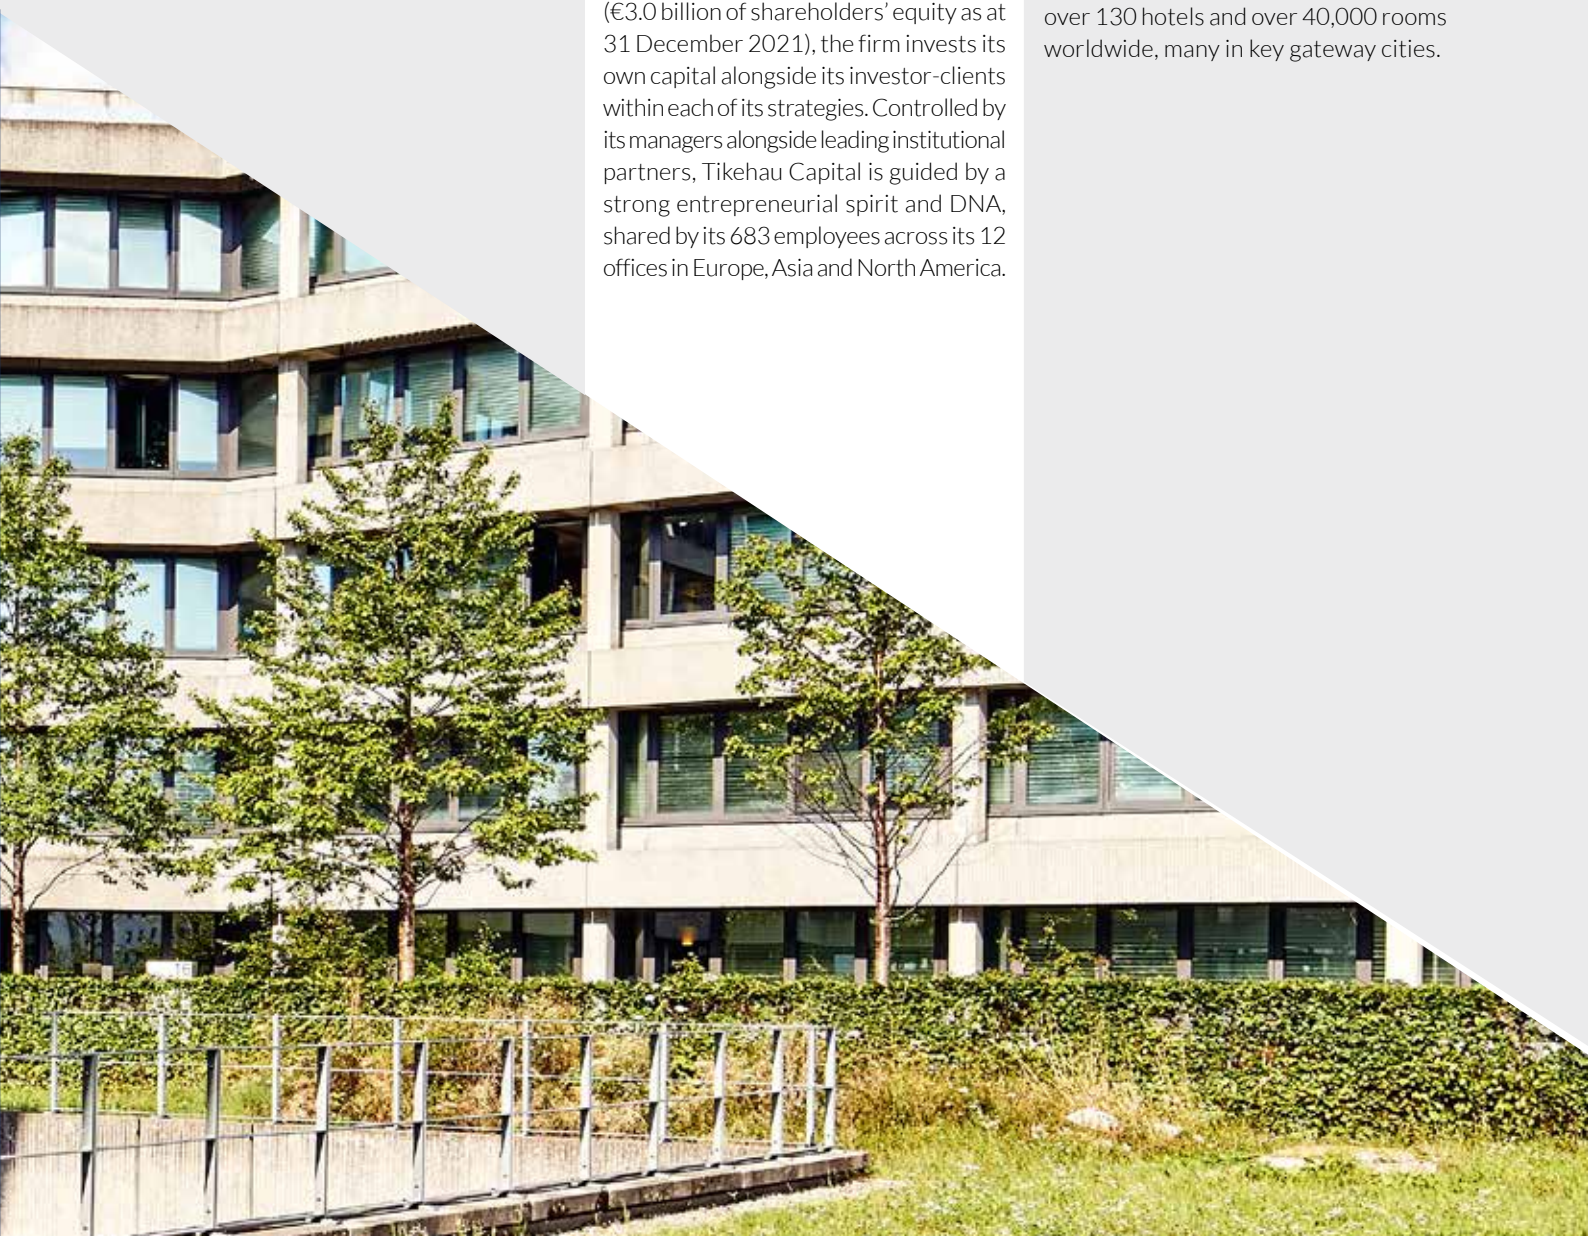 (€3.0 billion of shareholders’ equity as at
31 December 2021), the firm invests its
own capital alongside its investor-clients
within each of its strategies. Controlled by
its managers alongside leading institutional
partners, Tikehau Capital is guided by a
strong entrepreneurial spirit and DNA,
shared by its 683 employees across its 12
offices in Europe, Asia and North America.
over 130 hotels and over 40,000 rooms
worldwide, many in key gateway cities.
16